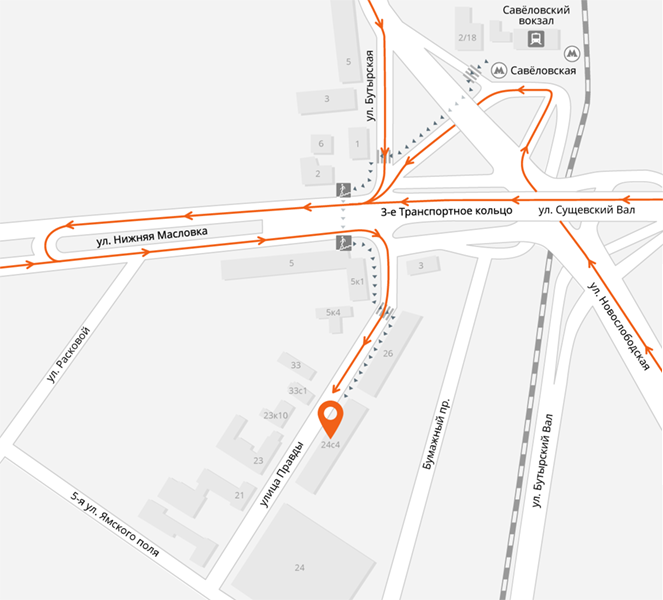 Савёловский
вокзал
2/18
Савёловская
ул. Бутырская
5
3
6
1
2
3-е Транспортное кольцо
ул. Сущевский Вал
ул. Нижняя Масловка
5
5к1
3
5к4
ул. Новослободская
ул. Расковой
26
33
33с1
23к10
24с4
23
Бумажный пр.
ул. Бутырский Вал
улица Правды
21
5-я ул. Ямского поля
24